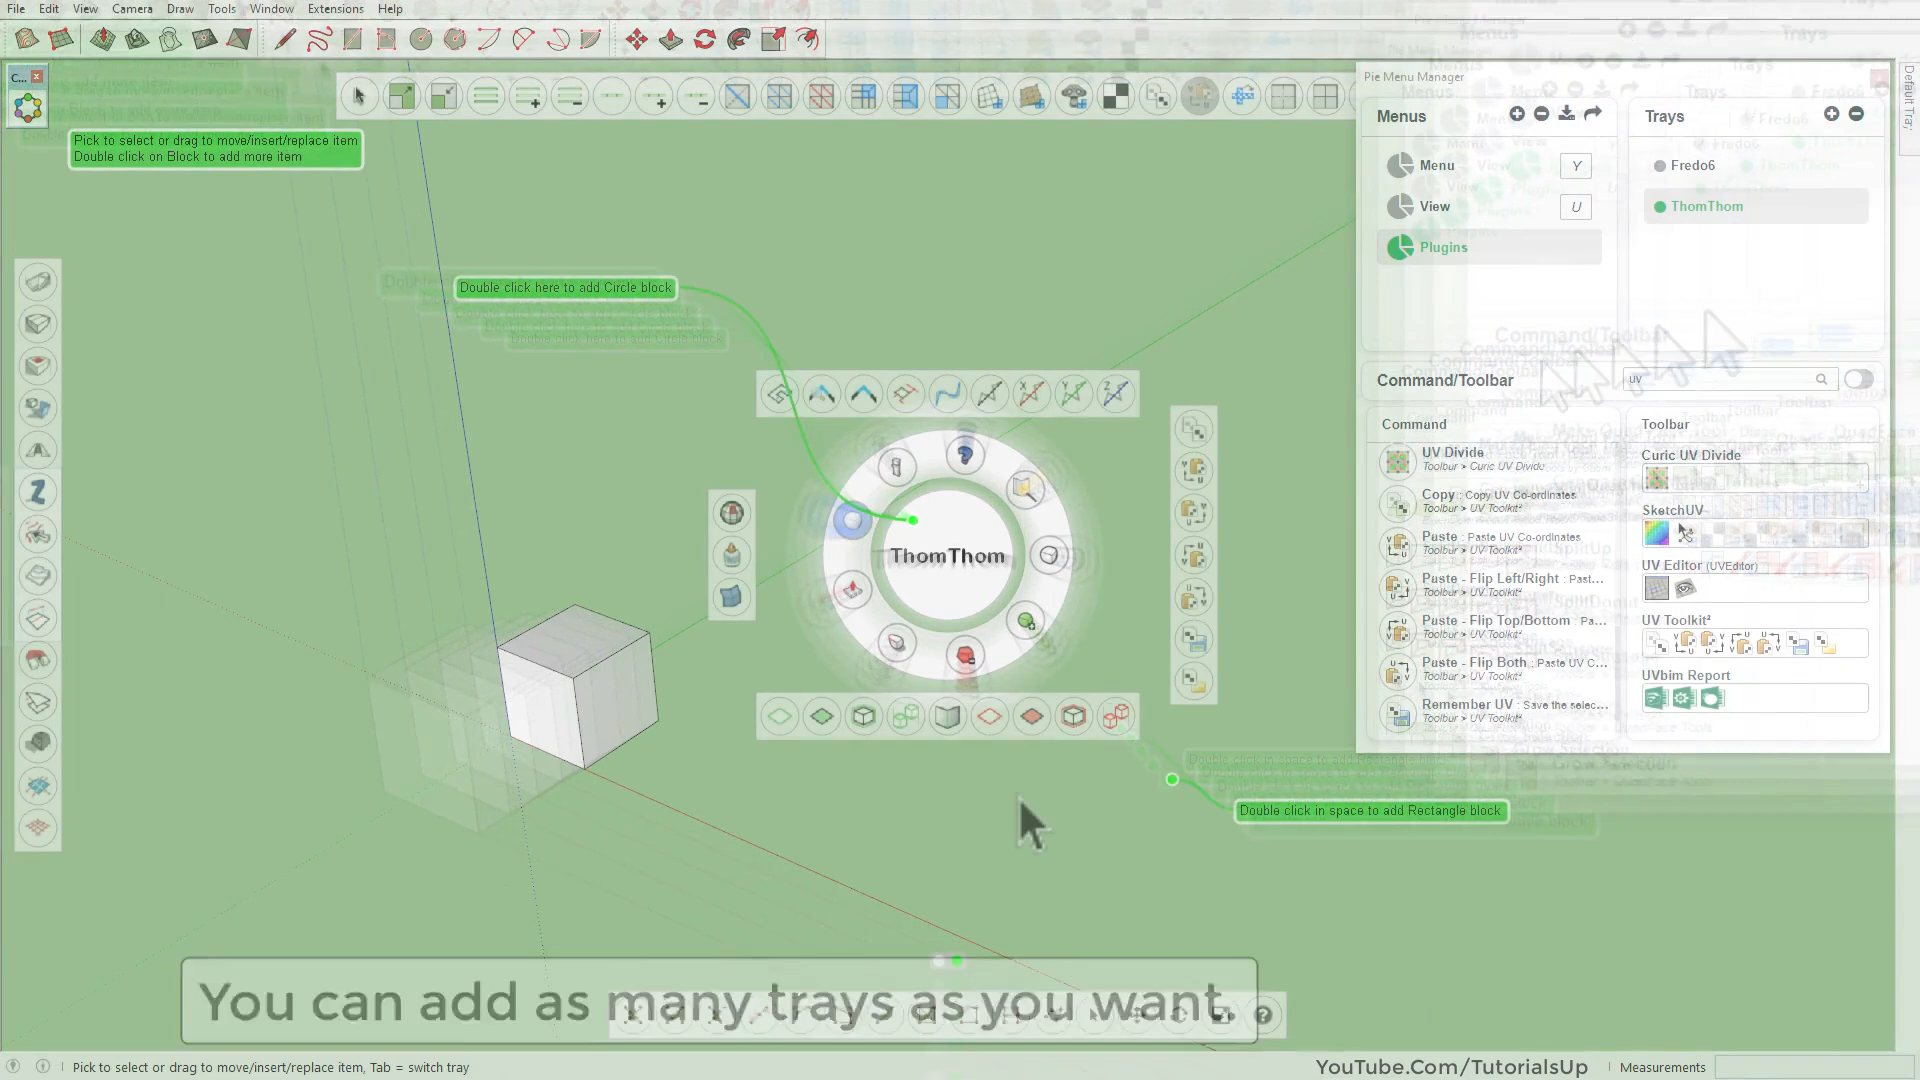 File Edit View Camera Draw Tools Window Extensions Help
C...
Pick to select or drag to move/insert/replace item
Double click on Block to add more item
Double click here to add Circle block
ThomThom
Double click in space to add Rectangle block
Pie Menu Manager
Menus
Menu Y
View U
Plugins
Trays
Fredo6
ThomThom
Default Tray
Command/Toolbar
UV
Command
UV Divide
Toolbar > Curic UV Divide
Copy : Copy UV Co-ordinates
Toolbar > UV Toolkit²
Paste : Paste UV Co-ordinates
Toolbar > UV Toolkit²
Paste - Flip Left/Right : Past...
Toolbar > UV Toolkit²
Paste - Flip Top/Bottom : Pa...
Toolbar > UV Toolkit²
Paste - Flip Both : Paste UV C...
Toolbar > UV Toolkit²
Remember UV : Save the selec...
Toolbar > UV Toolkit²
Toolbar
Curic UV Divide
SketchUV
UV Editor (UVEditor)
UV Toolkit²
UVbim Report
You can add as many trays as you want
Pick to select or drag to move/insert/replace item, Tab = switch tray
YouTube.Com/TutorialsUp
Measurements